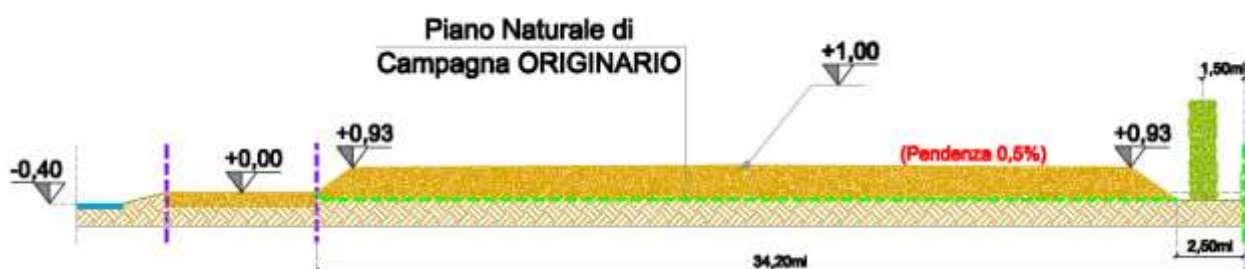 Piano Naturale di
Campagna ORIGINARIO
+1,00
1,50ml
+0,93
+0,93
(Pendenza 0,5%)
+0,00
-0,40
2,50ml
34,20ml